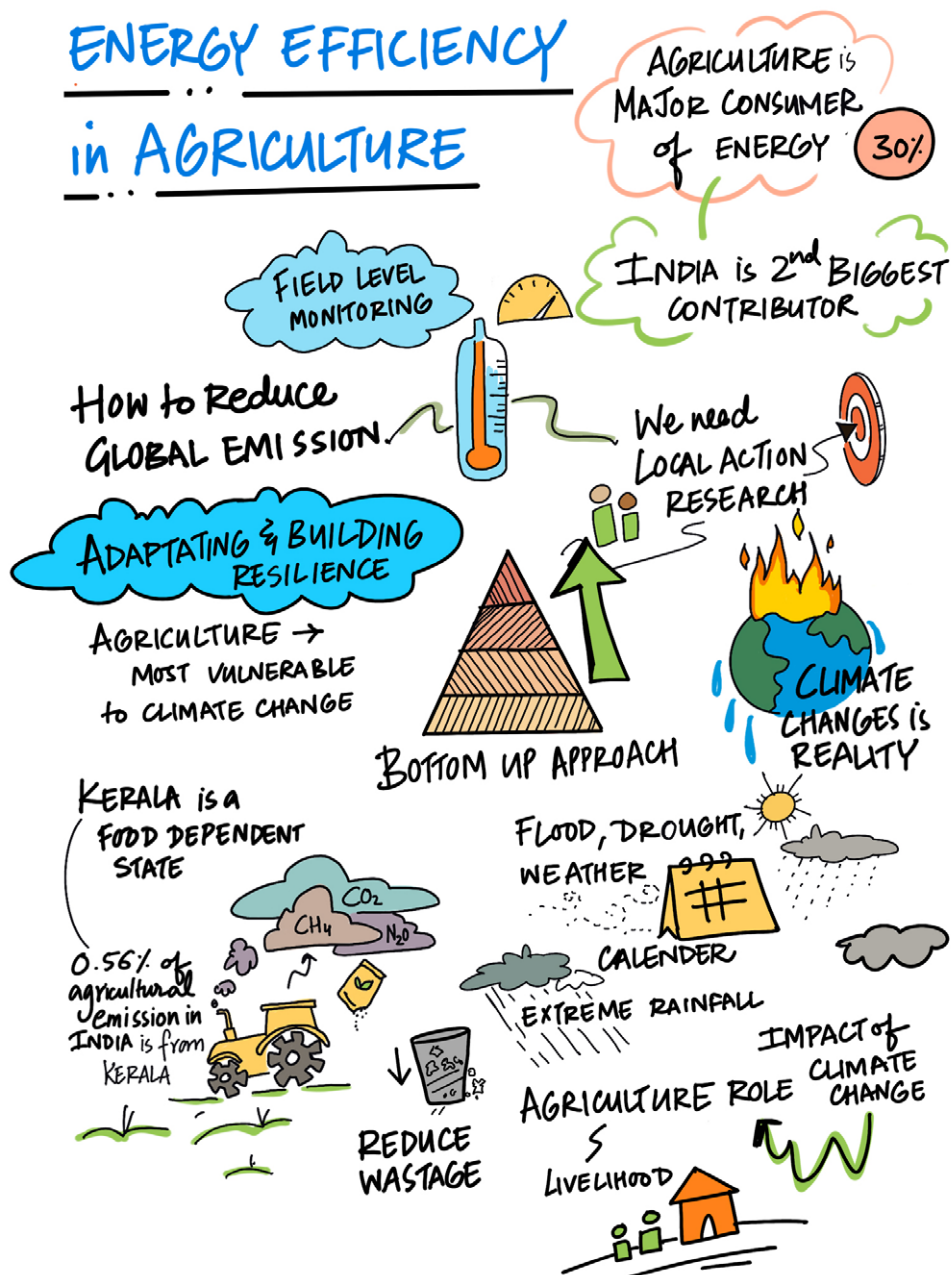 ENERGY EFFICIENCY
in AGRICULTURE
AGRICULTURE is
MAJOR CONSUMER
of ENERGY
30%
INDIA is 2nd BIGGEST
CONTRIBUTOR
FIELD LEVEL
MONITORING
How to Reduce
GLOBAL EMISSION
We need
LOCAL ACTION
RESEARCH
ADAPTATING & BUILDING
RESILIENCE
AGRICULTURE →
MOST VULNERABLE
to CLIMATE CHANGE
BOTTOM UP APPROACH
CLIMATE
CHANGES is
REALITY
KERALA is a
FOOD DEPENDENT
STATE
CO2
CH4
N2O
0.56% of
agricultural
emission in
INDIA is from
KERALA
FLOOD, DROUGHT,
WEATHER
CALENDER
EXTREME RAINFALL
REDUCE
WASTAGE
AGRICULTURE ROLE
LIVELIHOOD
IMPACT of
CLIMATE
CHANGE